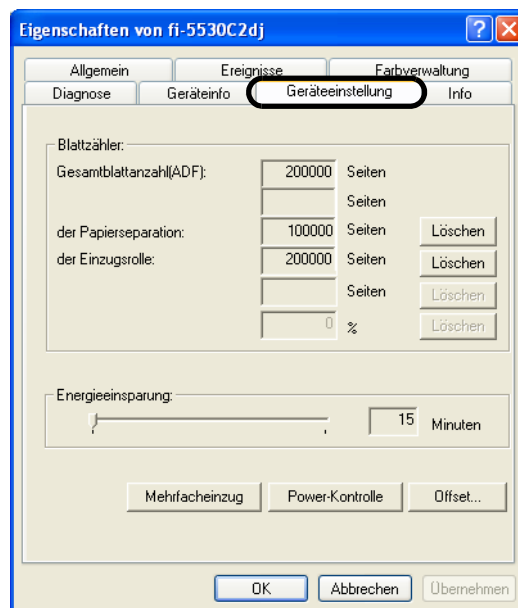 Eigenschaften von fi-5530C2dj
Allgemein Ereignisse Farbverwaltung
Diagnose Geräteinfo Geräteeinstellung Info
Blattzähler:
Gesamtblattanzahl(ADF): 200000 Seiten
Seiten
der Papierseparation: 100000 Seiten Löschen
der Einzugsrolle: 200000 Seiten Löschen
Seiten Löschen
0 % Löschen
Energieeinsparung:
15 Minuten
Mehrfacheinzug Power-Kontrolle Offset...
OK Abbrechen Übernehmen